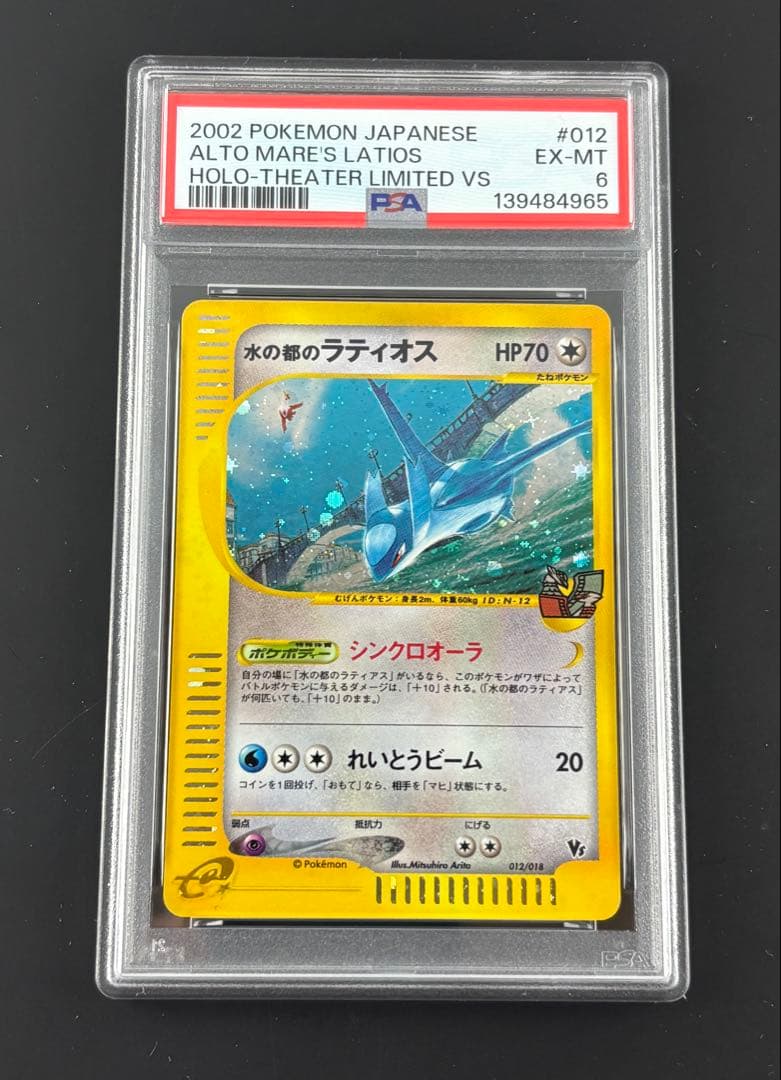 2002 POKEMON JAPANESE #012
ALTO MARE'S LATIOS EX-MT
HOLO-THEATER LIMITED VS 6
PSA 139484965
水の都のラティオス HP70
たねポケモン
むげんポケモン：身長2m、体重60kg ID:N-12
特殊体質
ポケボディー シンクロオーラ
自分の場に「水の都のラティアス」がいるなら、このポケモンがワザによって
バトルポケモンに与えるダメージは、「＋10」される。（「水の都のラティアス」
が何匹いても、「＋10」のまま。）
れいとうビーム 20
コインを1回投げ、「おもて」なら、相手を「マヒ」状態にする。
弱点 抵抗力 にげる
© Pokémon Illus.Mitsuhiro Arita 012/018 VS
e
PSA